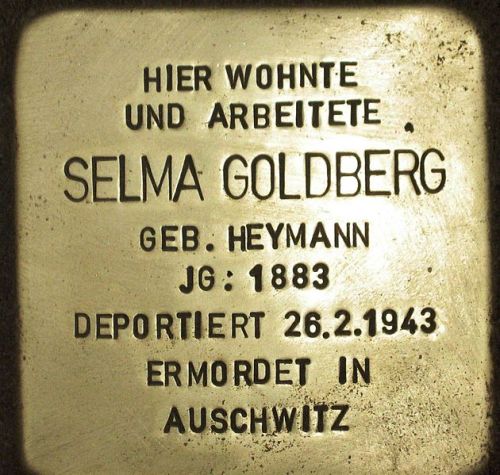 HIER WOHNTE
UND ARBEITETE
SELMA GOLDBERG
GEB. HEYMANN
JG: 1883
DEPORTIERT 26.2.1943
ERMORDET IN
AUSCHWITZ